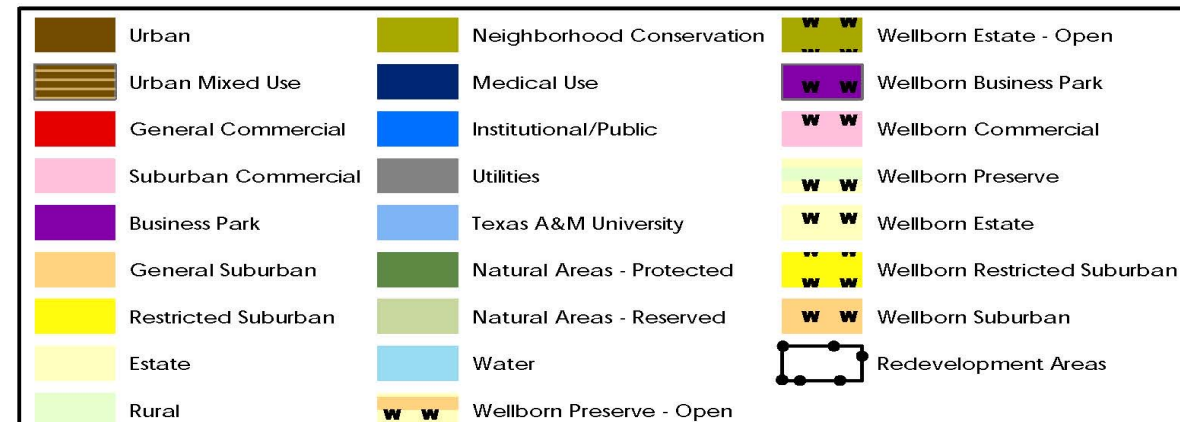 Urban
Urban Mixed Use
General Commercial
Suburban Commercial
Business Park
General Suburban
Restricted Suburban
Estate
Rural
Neighborhood Conservation
Medical Use
Institutional/Public
Utilities
Texas A&M University
Natural Areas - Protected
Natural Areas - Reserved
Water
W W Wellborn Preserve - Open
W W W W Wellborn Estate - Open
W W Wellborn Business Park
W W Wellborn Commercial
W W Wellborn Preserve
W W Wellborn Estate
W W W W Wellborn Restricted Suburban
W W Wellborn Suburban
Redevelopment Areas